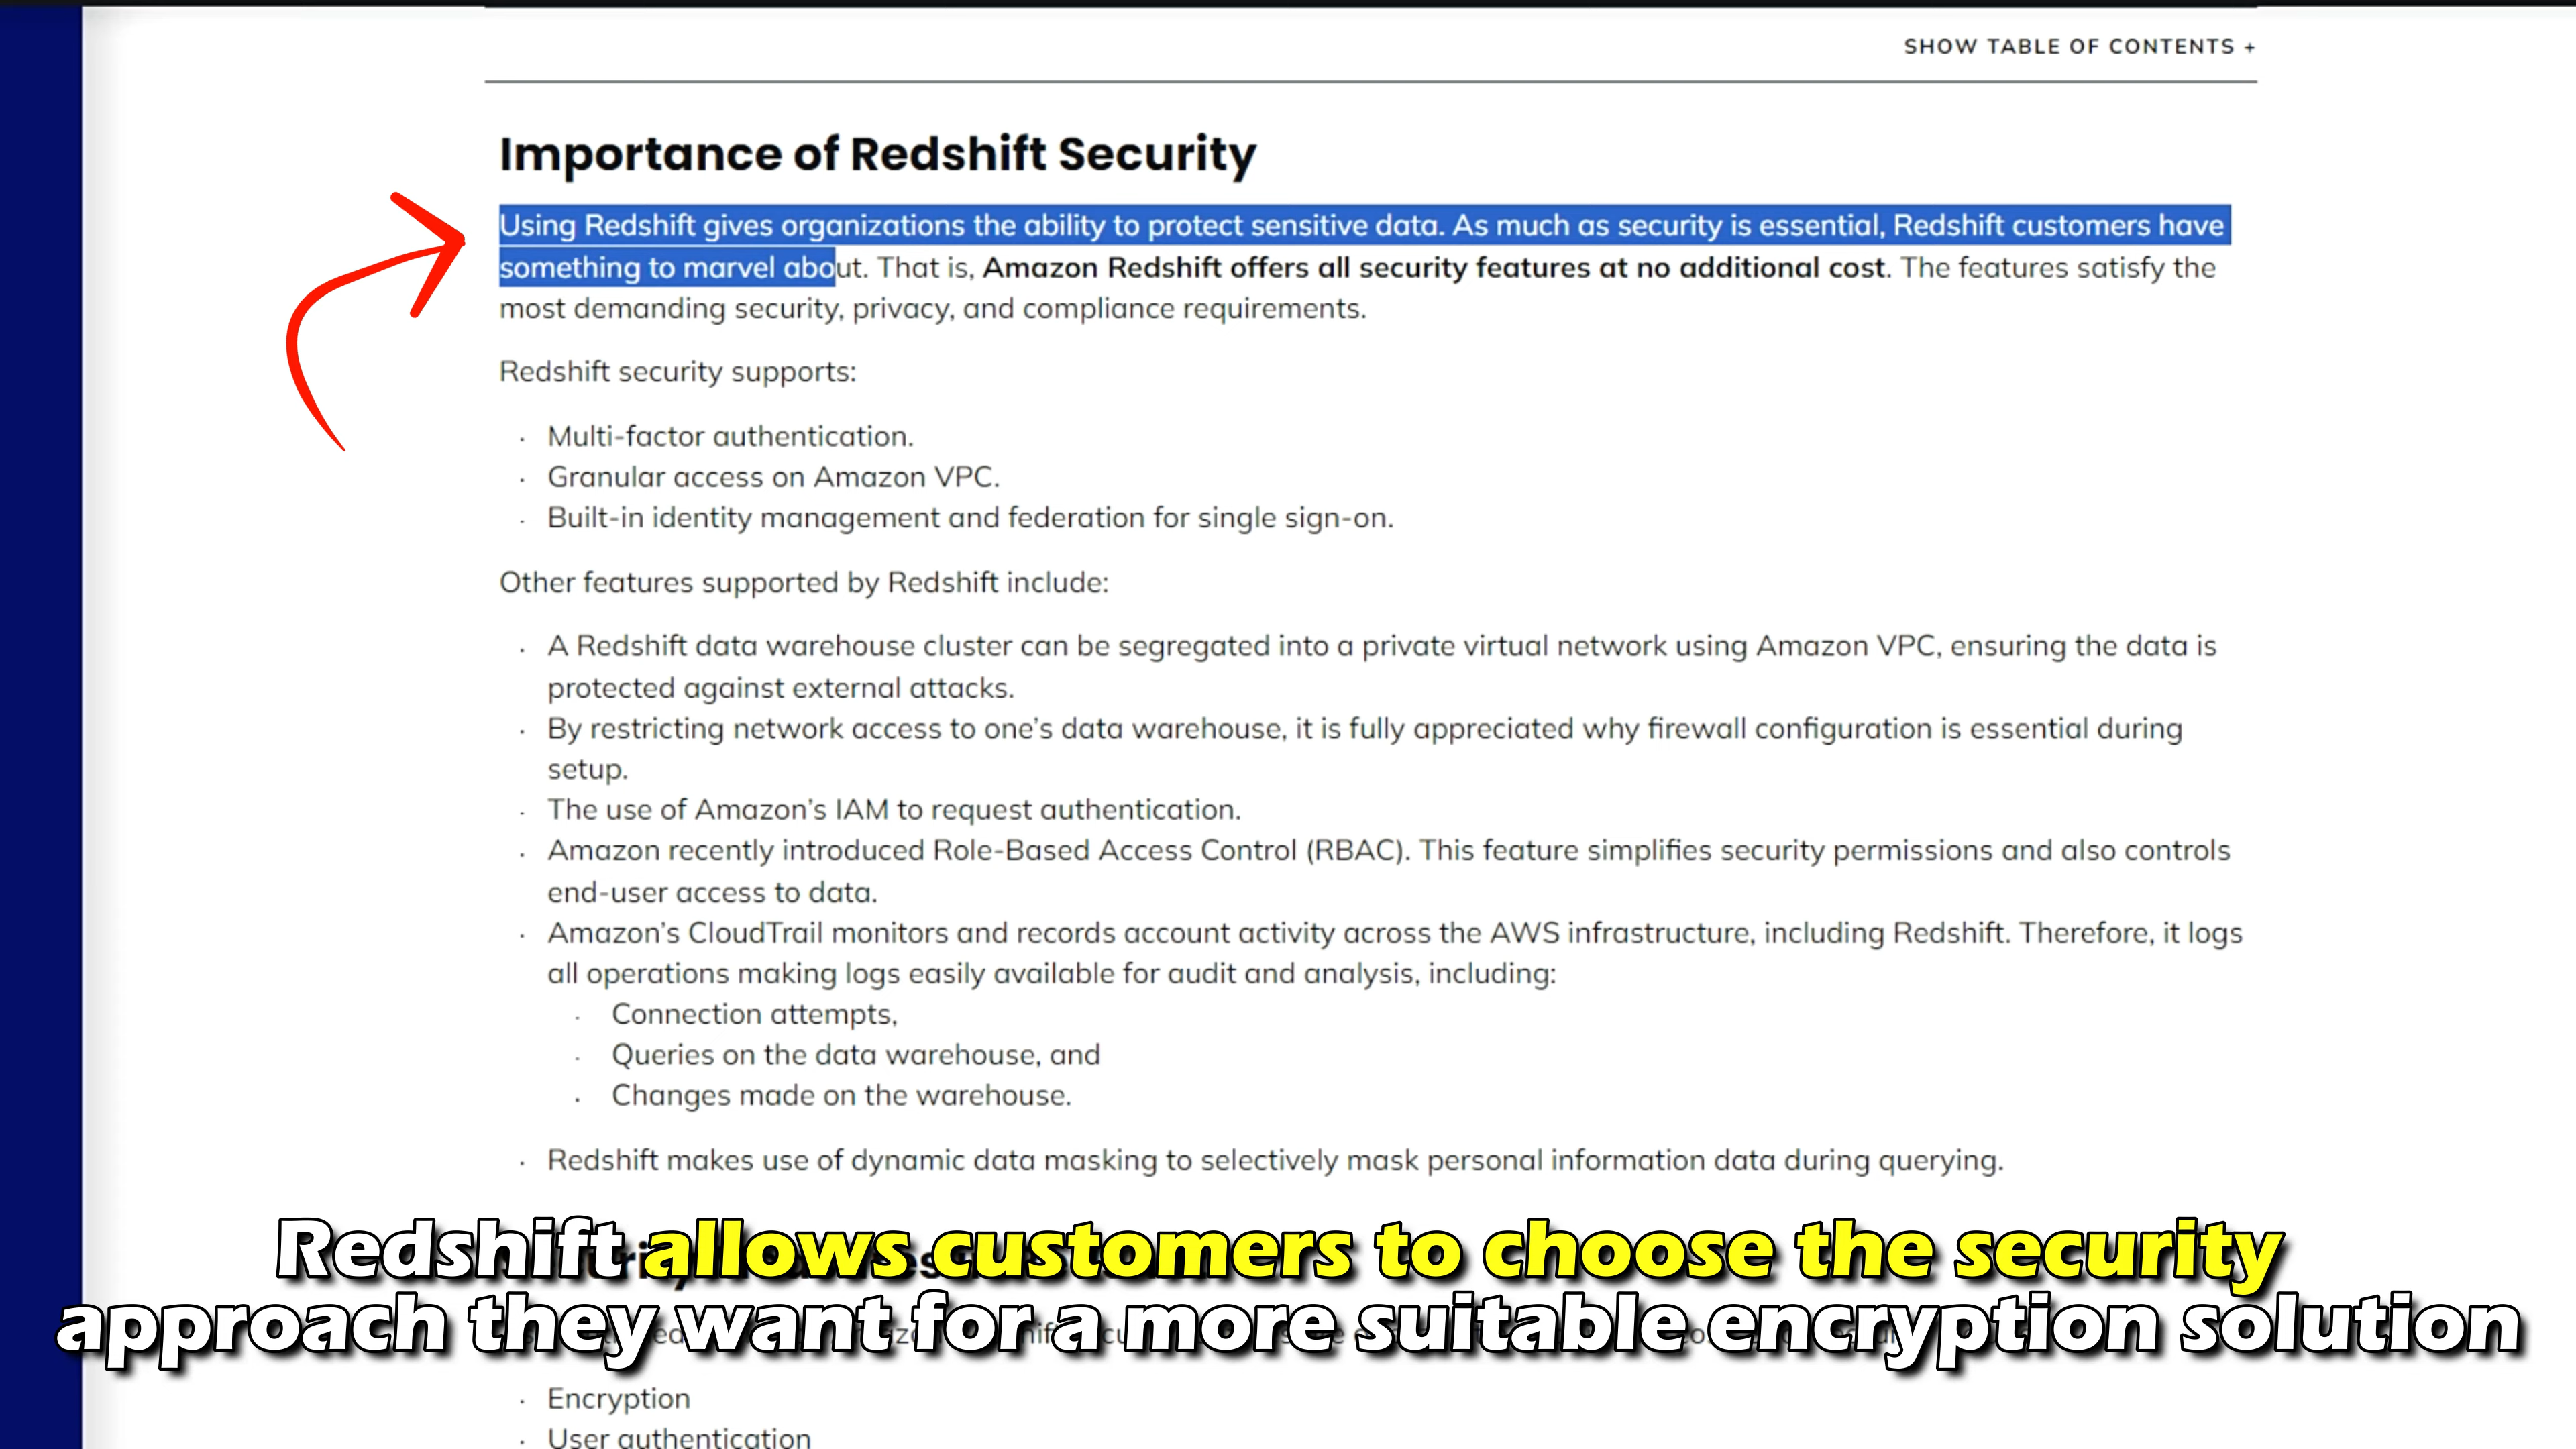 SHOW TABLE OF CONTENTS +
Importance of Redshift Security
Using Redshift gives organizations the ability to protect sensitive data. As much as security is essential, Redshift customers have
something to marvel about. That is, Amazon Redshift offers all security features at no additional cost. The features satisfy the
most demanding security, privacy, and compliance requirements.
Redshift security supports:
· Multi-factor authentication.
· Granular access on Amazon VPC.
· Built-in identity management and federation for single sign-on.
Other features supported by Redshift include:
· A Redshift data warehouse cluster can be segregated into a private virtual network using Amazon VPC, ensuring the data is
protected against external attacks.
· By restricting network access to one’s data warehouse, it is fully appreciated why firewall configuration is essential during
setup.
· The use of Amazon’s IAM to request authentication.
· Amazon recently introduced Role-Based Access Control (RBAC). This feature simplifies security permissions and also controls
end-user access to data.
· Amazon’s CloudTrail monitors and records account activity across the AWS infrastructure, including Redshift. Therefore, it logs
all operations making logs easily available for audit and analysis, including:
· Connection attempts,
· Queries on the data warehouse, and
· Changes made on the warehouse.
· Redshift makes use of dynamic data masking to selectively mask personal information data during querying.
Redshift allows customers to choose the security
approach they want for a more suitable encryption solution
· Encryption
· User authentication